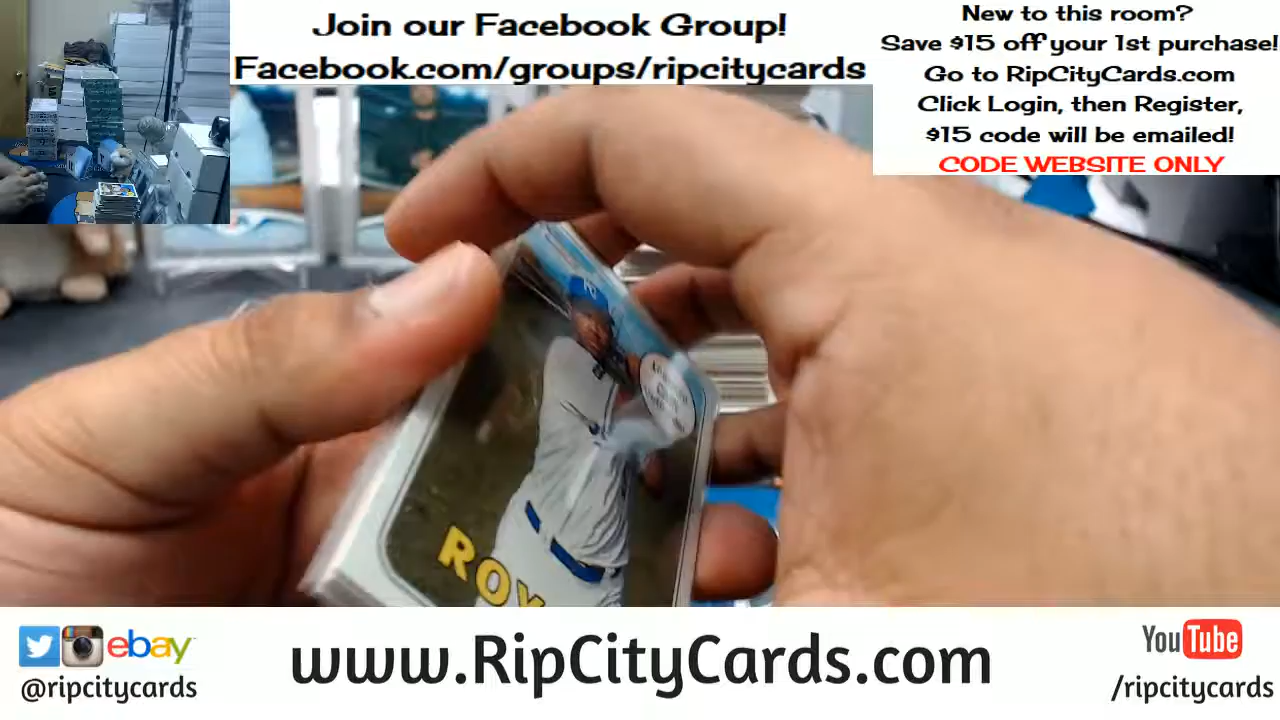 Join our Facebook Group!
Facebook.com/groups/ripcitycards
New to this room?
Save $15 off your 1st purchase!
Go to RipCityCards.com
Click Login, then Register,
$15 code will be emailed!
CODE WEBSITE ONLY
ROY
ebay
@ripcitycards
www.RipCityCards.com
YouTube
/ripcitycards